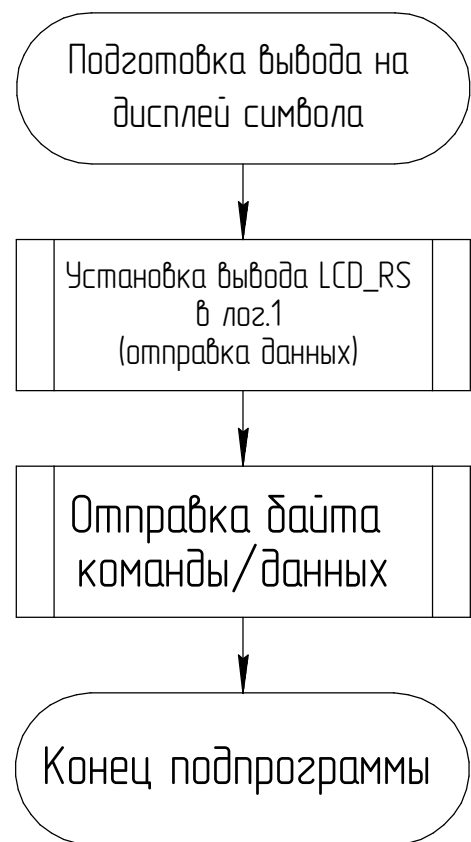 Подготовка вывода на
дисплей символа
Установка вывода LCD_RS
в лог.1
(отправка данных)
Отправка байта
команды/данных
Конец подпрограммы